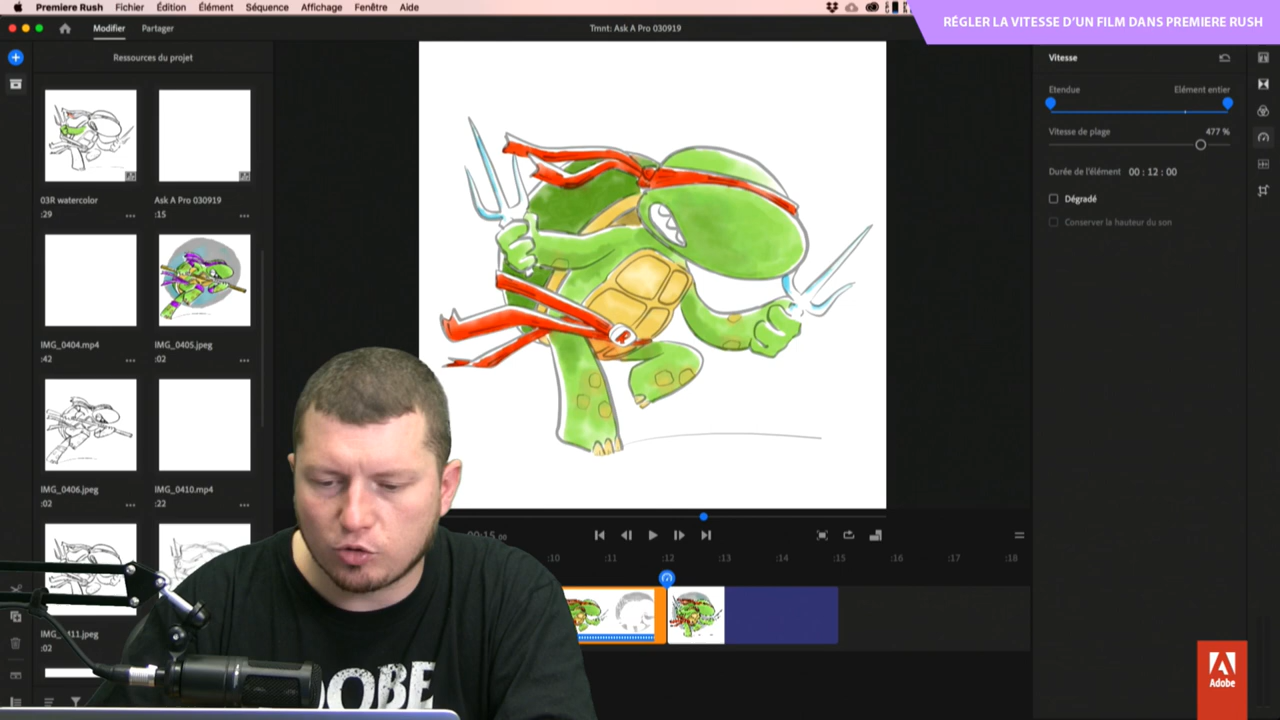 Premiere Rush Fichier Édition Élément Séquence Affichage Fenêtre Aide
RÉGLER LA VITESSE D'UN FILM DANS PREMIERE RUSH
Modifier Partager
Tmnt: Ask A Pro 030919
Ressources du projet
Vitesse
Etendue Elément entier
Vitesse de plage 477 %
Durée de l'élément 00 : 12 : 00
Dégradé
Conserver la hauteur du son
03R watercolor
:29
Ask A Pro 030919
:15
IMG_0404.mp4
:42
IMG_0405.jpeg
:02
IMG_0406.jpeg
:02
IMG_0410.mp4
:22
:02
R
00:15
:10 :11 :12 :13 :14 :15 :16 :17 :18
Adobe